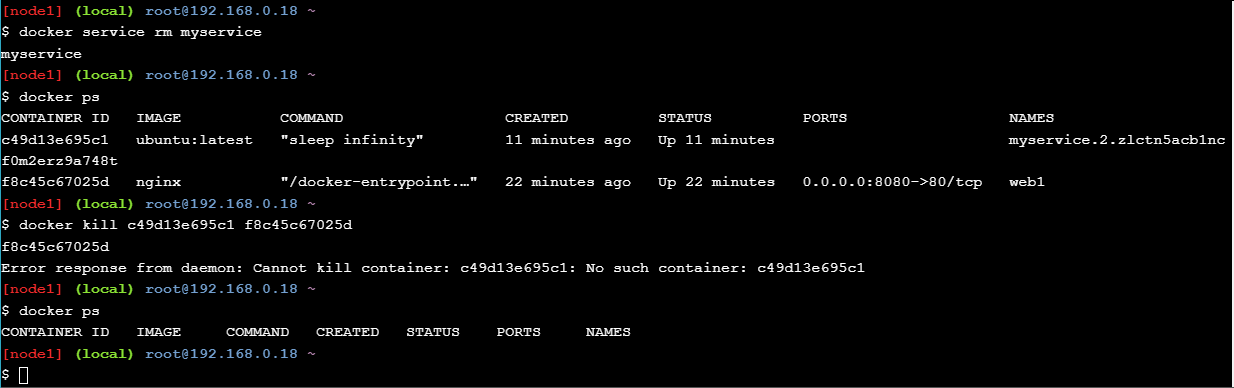 [node1] (local) root@192.168.0.18 ~
$ docker service rm myservice
myservice
[node1] (local) root@192.168.0.18 ~
$ docker ps
CONTAINER ID   IMAGE           COMMAND                  CREATED          STATUS          PORTS                  NAMES
c49d13e695c1   ubuntu:latest   "sleep infinity"         11 minutes ago   Up 11 minutes                          myservice.2.zlctn5acb1nc
f0m2erz9a748t
f8c45c67025d   nginx           "/docker-entrypoint.…"   22 minutes ago   Up 22 minutes   0.0.0.0:8080->80/tcp   web1
[node1] (local) root@192.168.0.18 ~
$ docker kill c49d13e695c1 f8c45c67025d
f8c45c67025d
Error response from daemon: Cannot kill container: c49d13e695c1: No such container: c49d13e695c1
[node1] (local) root@192.168.0.18 ~
$ docker ps
CONTAINER ID   IMAGE     COMMAND   CREATED   STATUS    PORTS     NAMES
[node1] (local) root@192.168.0.18 ~
$